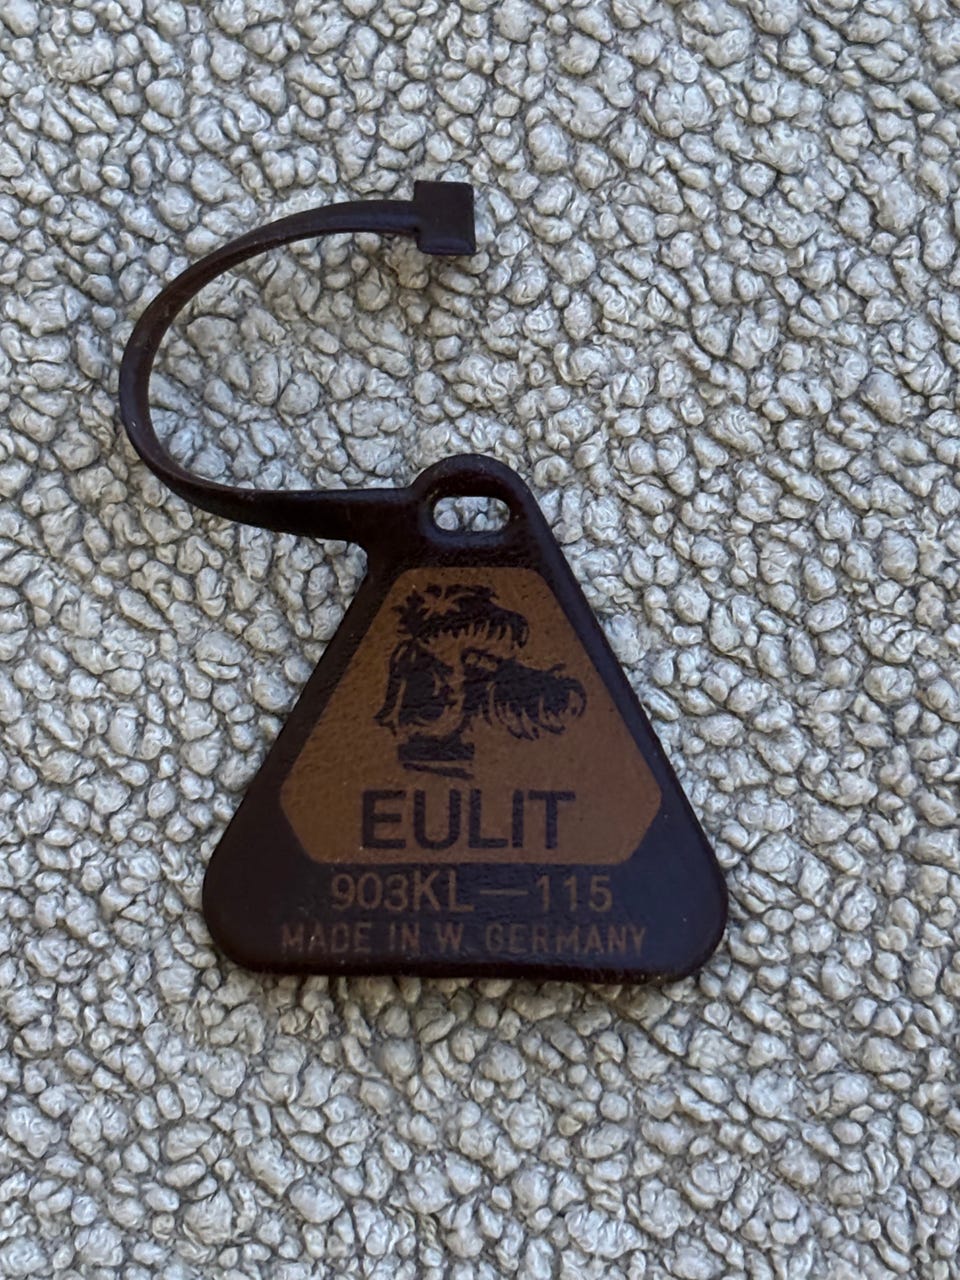 EULIT
903KL—115
MADE IN W. GERMANY